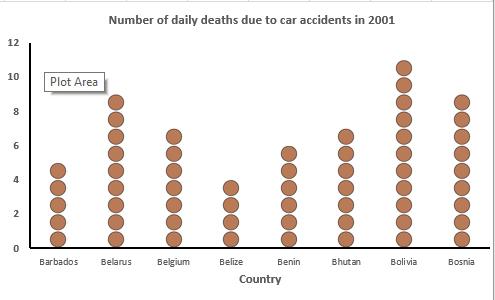 Number of daily deaths due to car accidents in 2001
12
Plot Area
10
8
6
4
2
0
Barbados Belarus Belgium Belize Benin Bhutan Bolivia Bosnia
Country